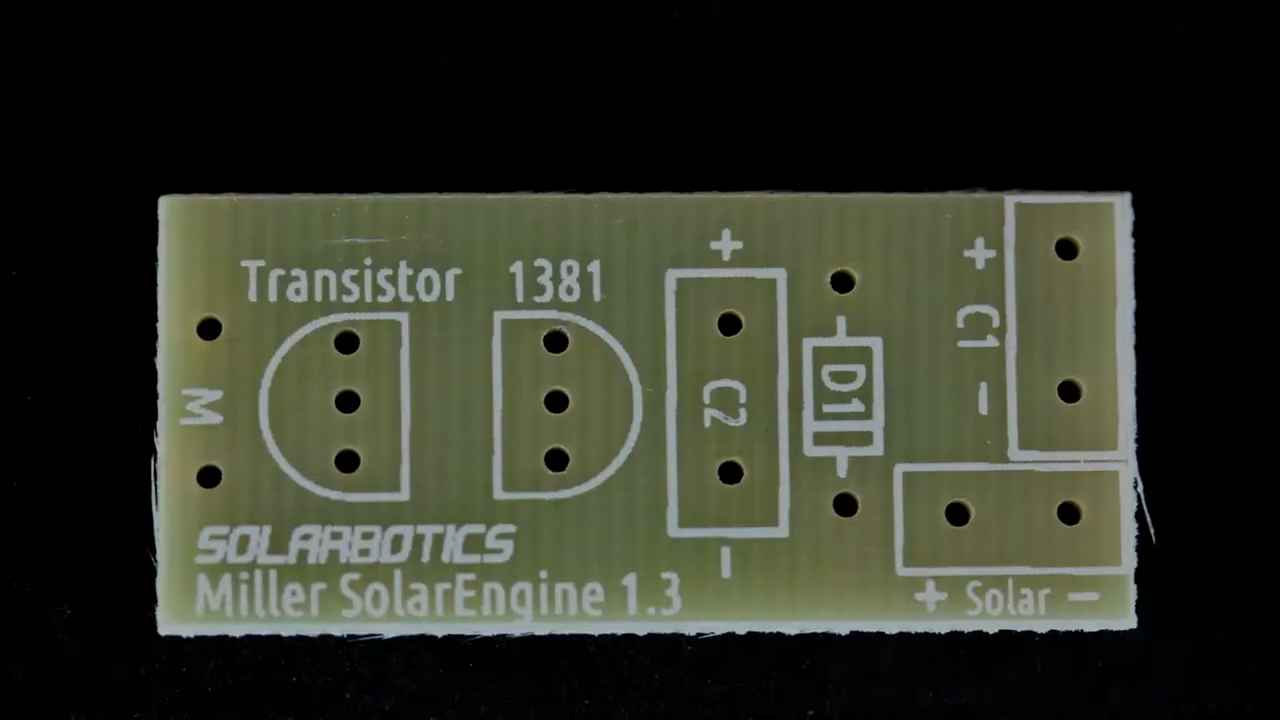 Transistor
1381
+
C2
-
D1
+
C1
-
M
SOLARBOTICS
Miller SolarEngine 1.3
+ Solar -